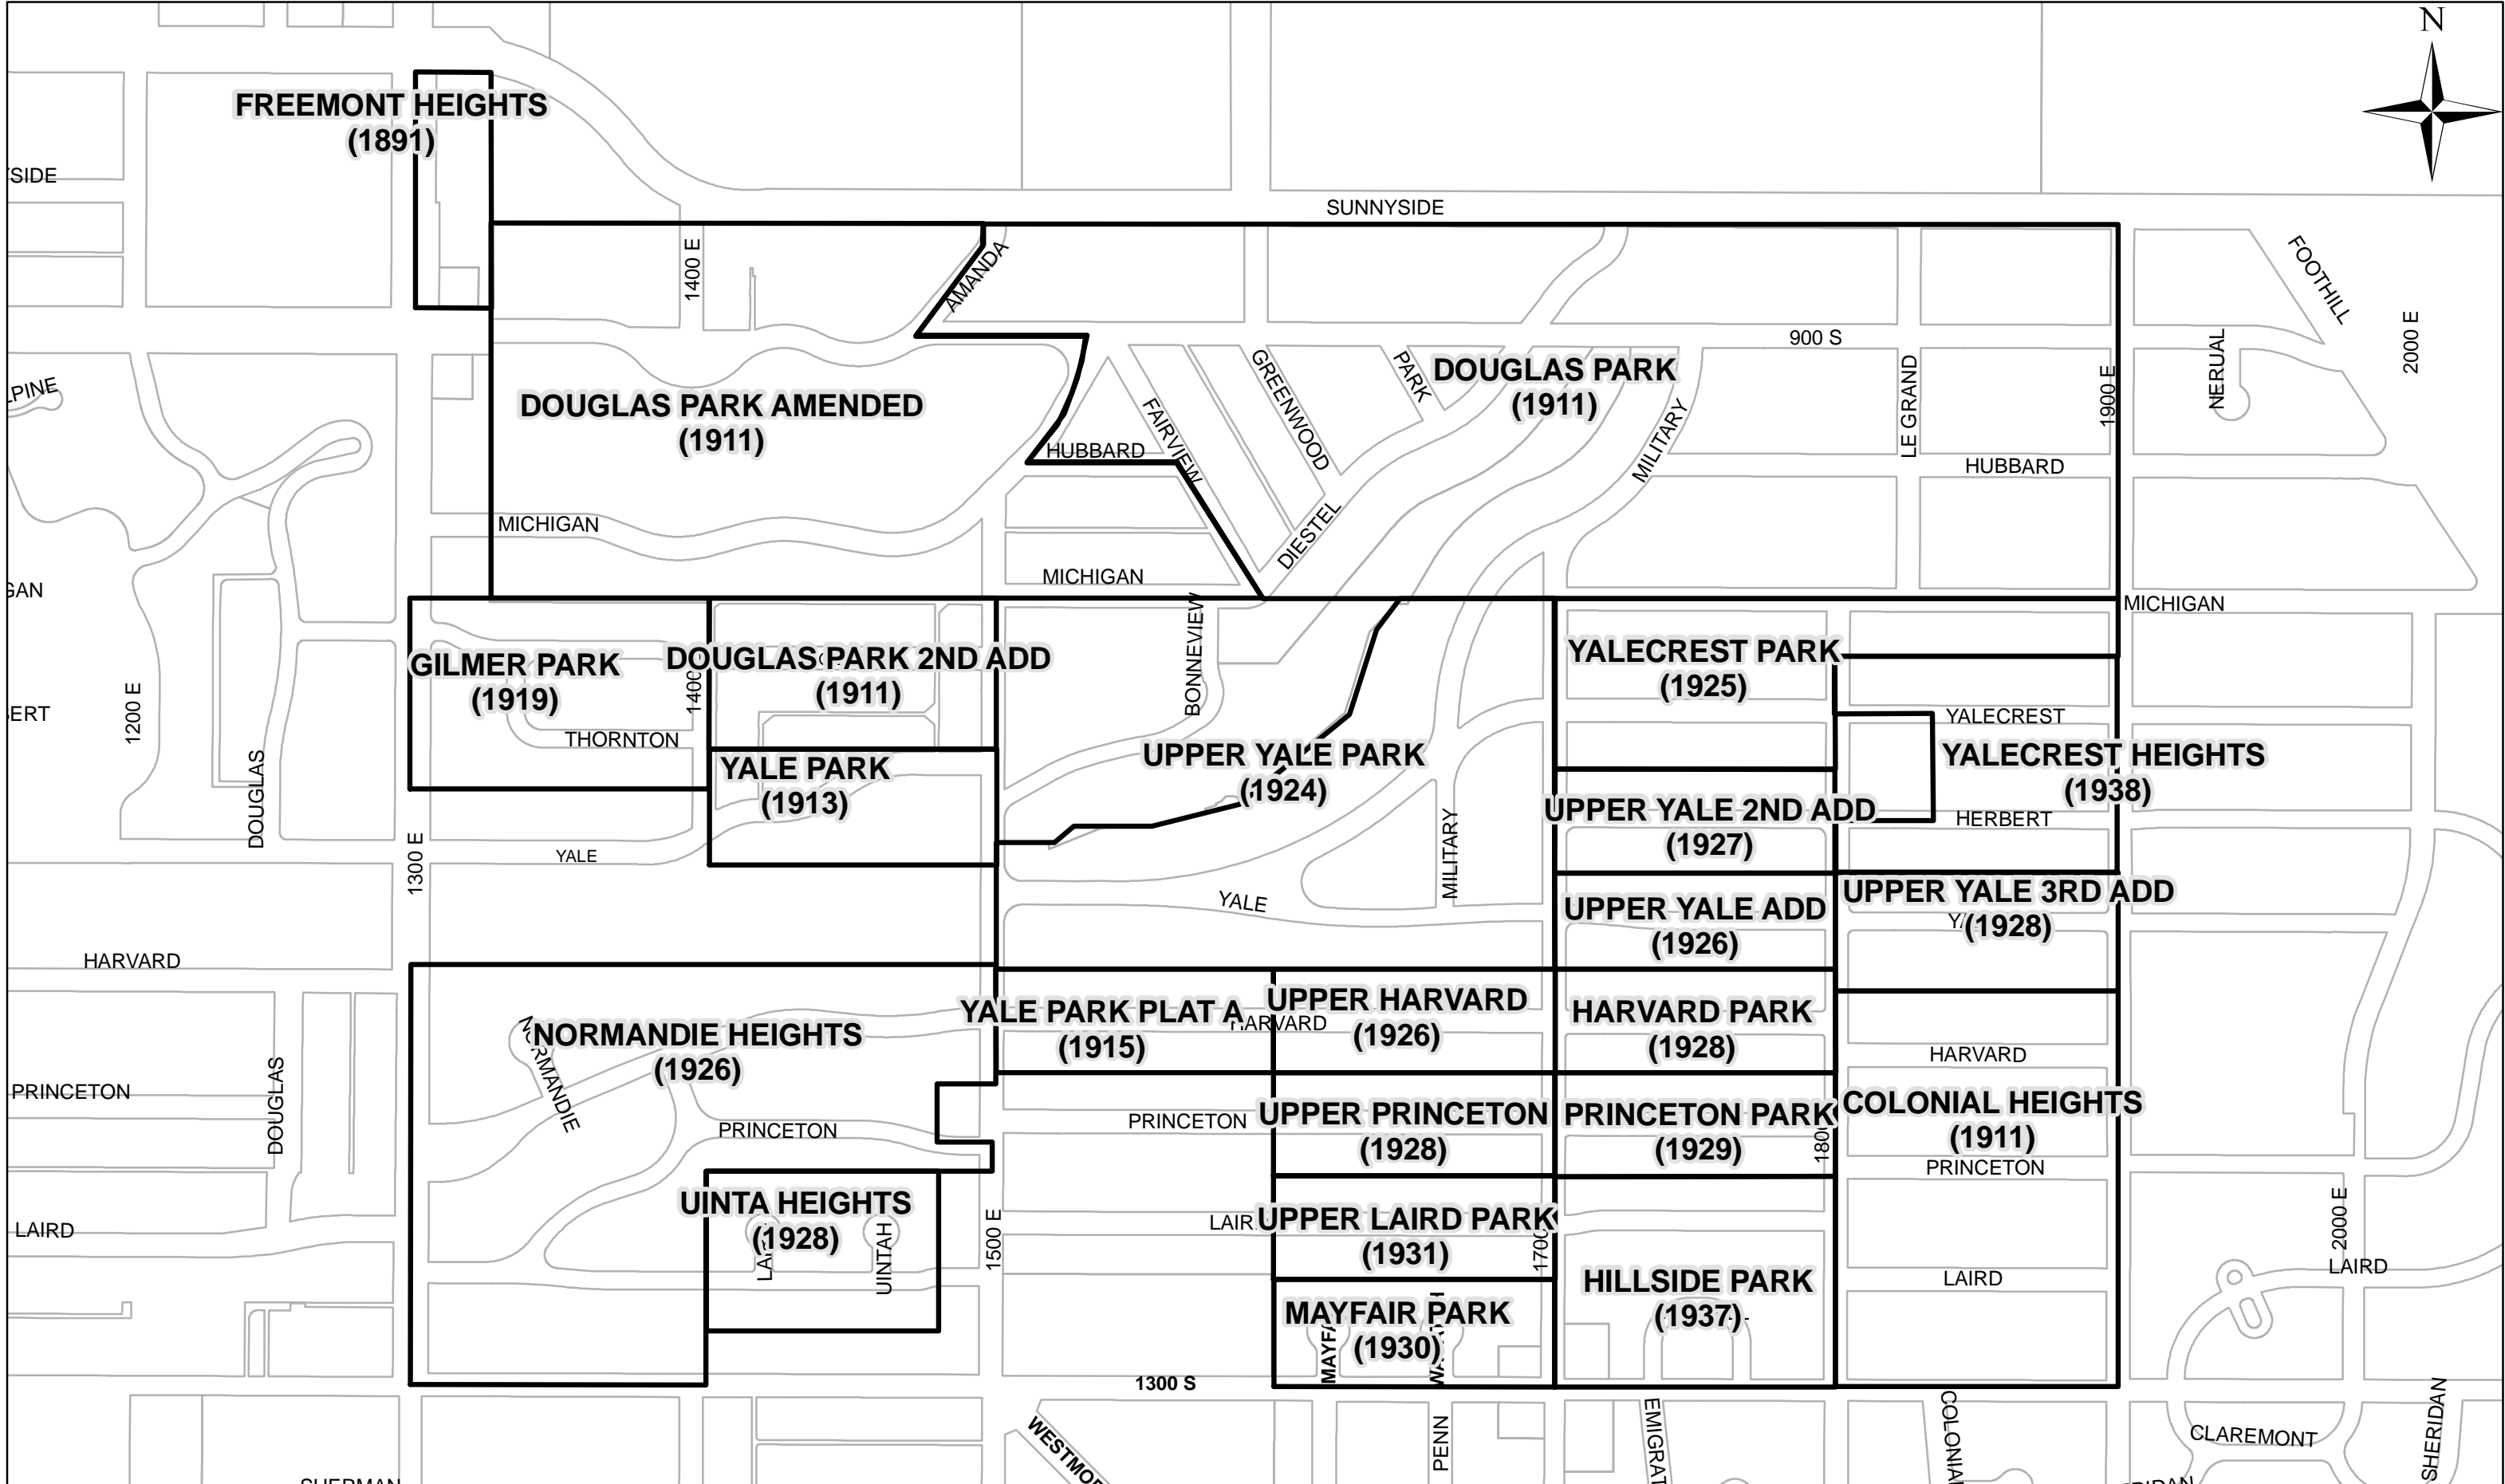 N
FREEMONT HEIGHTS
(1891)
SUNNYSIDE
1400 E
AMANDA
FOOTHILL
2000 E
900 S
NERUAL
DOUGLAS PARK
(1911)
GREENWOOD
PARK
LE GRAND
1900 E
DOUGLAS PARK AMENDED
(1911)
FAIRVIEW
MILITARY
HUBBARD
HUBBARD
MICHIGAN
DIESTEL
MICHIGAN
MICHIGAN
GILMER PARK
(1919)
DOUGLAS PARK 2ND ADD
(1911)
BONNEVIEW
YALECREST PARK
(1925)
1200 E
THORNTON
YALECREST
YALE PARK
(1913)
UPPER YALE PARK
(1924)
YALECREST HEIGHTS
(1938)
DOUGLAS
UPPER YALE 2ND ADD
(1927)
HERBERT
1300 E
YALE
MILITARY
YALE
UPPER YALE ADD
(1926)
UPPER YALE 3RD ADD
(1928)
HARVARD
NORMANDIE HEIGHTS
(1926)
NORMANDIE
YALE PARK PLAT A
(1915)
HARVARD
UPPER HARVARD
(1926)
HARVARD PARK
(1928)
HARVARD
DOUGLAS
PRINCETON
PRINCETON
PRINCETON
UPPER PRINCETON
(1928)
PRINCETON PARK
(1929)
COLONIAL HEIGHTS
(1911)
PRINCETON
UINTA HEIGHTS
(1928)
UINTAH
1500 E
LAIRD
UPPER LAIRD PARK
(1931)
2000 E
LAIRD
LAIRD
HILLSIDE PARK
(1937)
MAYFAIR PARK
(1930)
1300 S
PENN
CLAREMONT
SHERIDAN